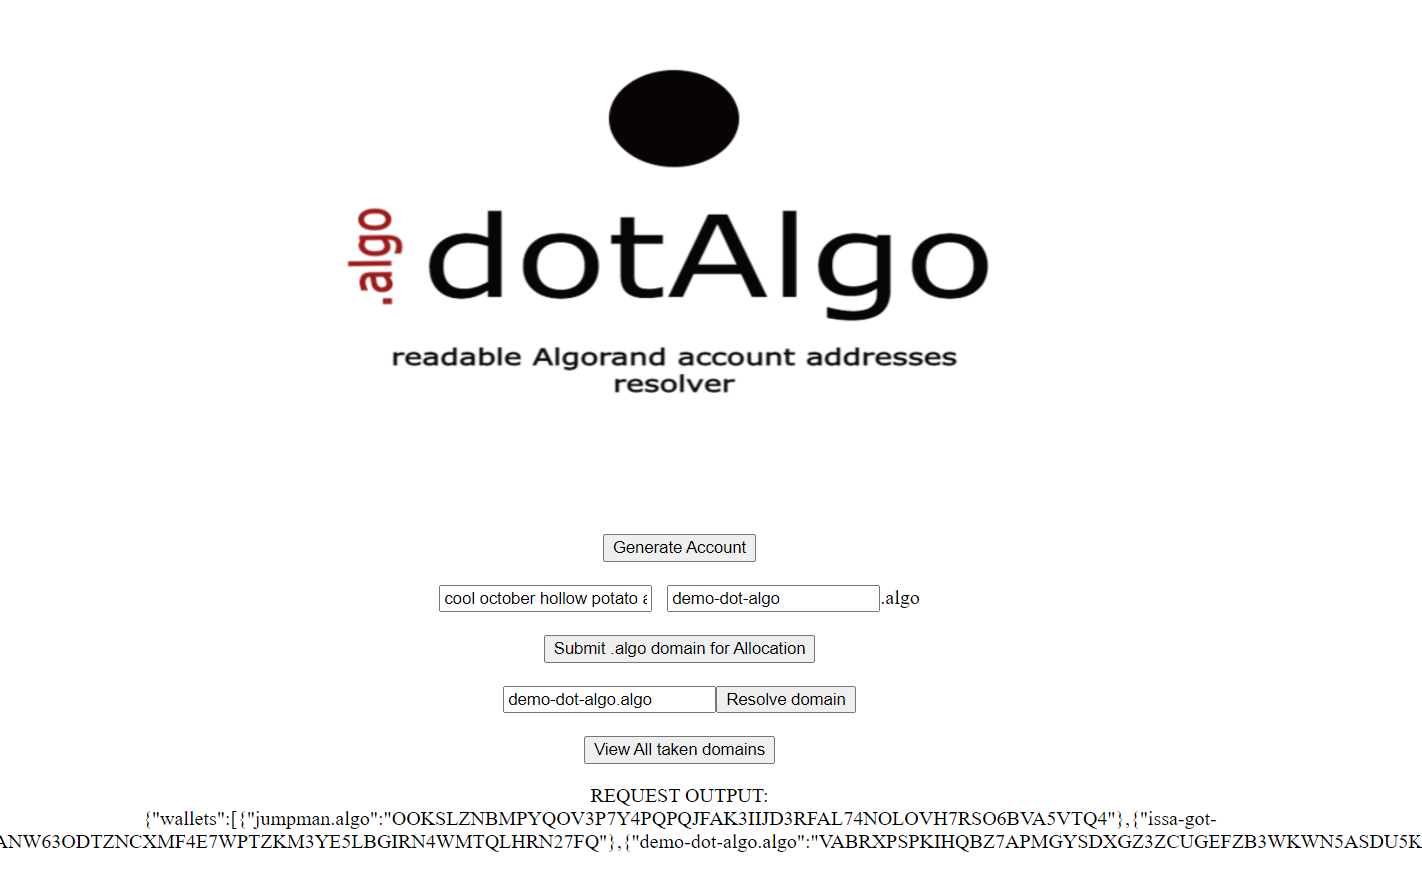 .algo
dotAlgo
readable Algorand account addresses
resolver
Generate Account
cool october hollow potato a
demo-dot-algo .algo
Submit .algo domain for Allocation
demo-dot-algo.algo Resolve domain
View All taken domains
REQUEST OUTPUT:
{"wallets":[{"jumpman.algo":"OOKSLZNBMPYQOV3P7Y4PQPQJFAK3IIJD3RFAL74NOLOVH7RSO6BVA5VTQ4"},{"issa-got-
ANW63ODTZNCXMF4E7WPTZKM3YE5LBGIRN4WMTQLHRN27FQ"},{"demo-dot-algo.algo":"VABRXPSPKIHQBZ7APMGYSDXGZ3ZCUGEFZB3WKWN5ASDU5K